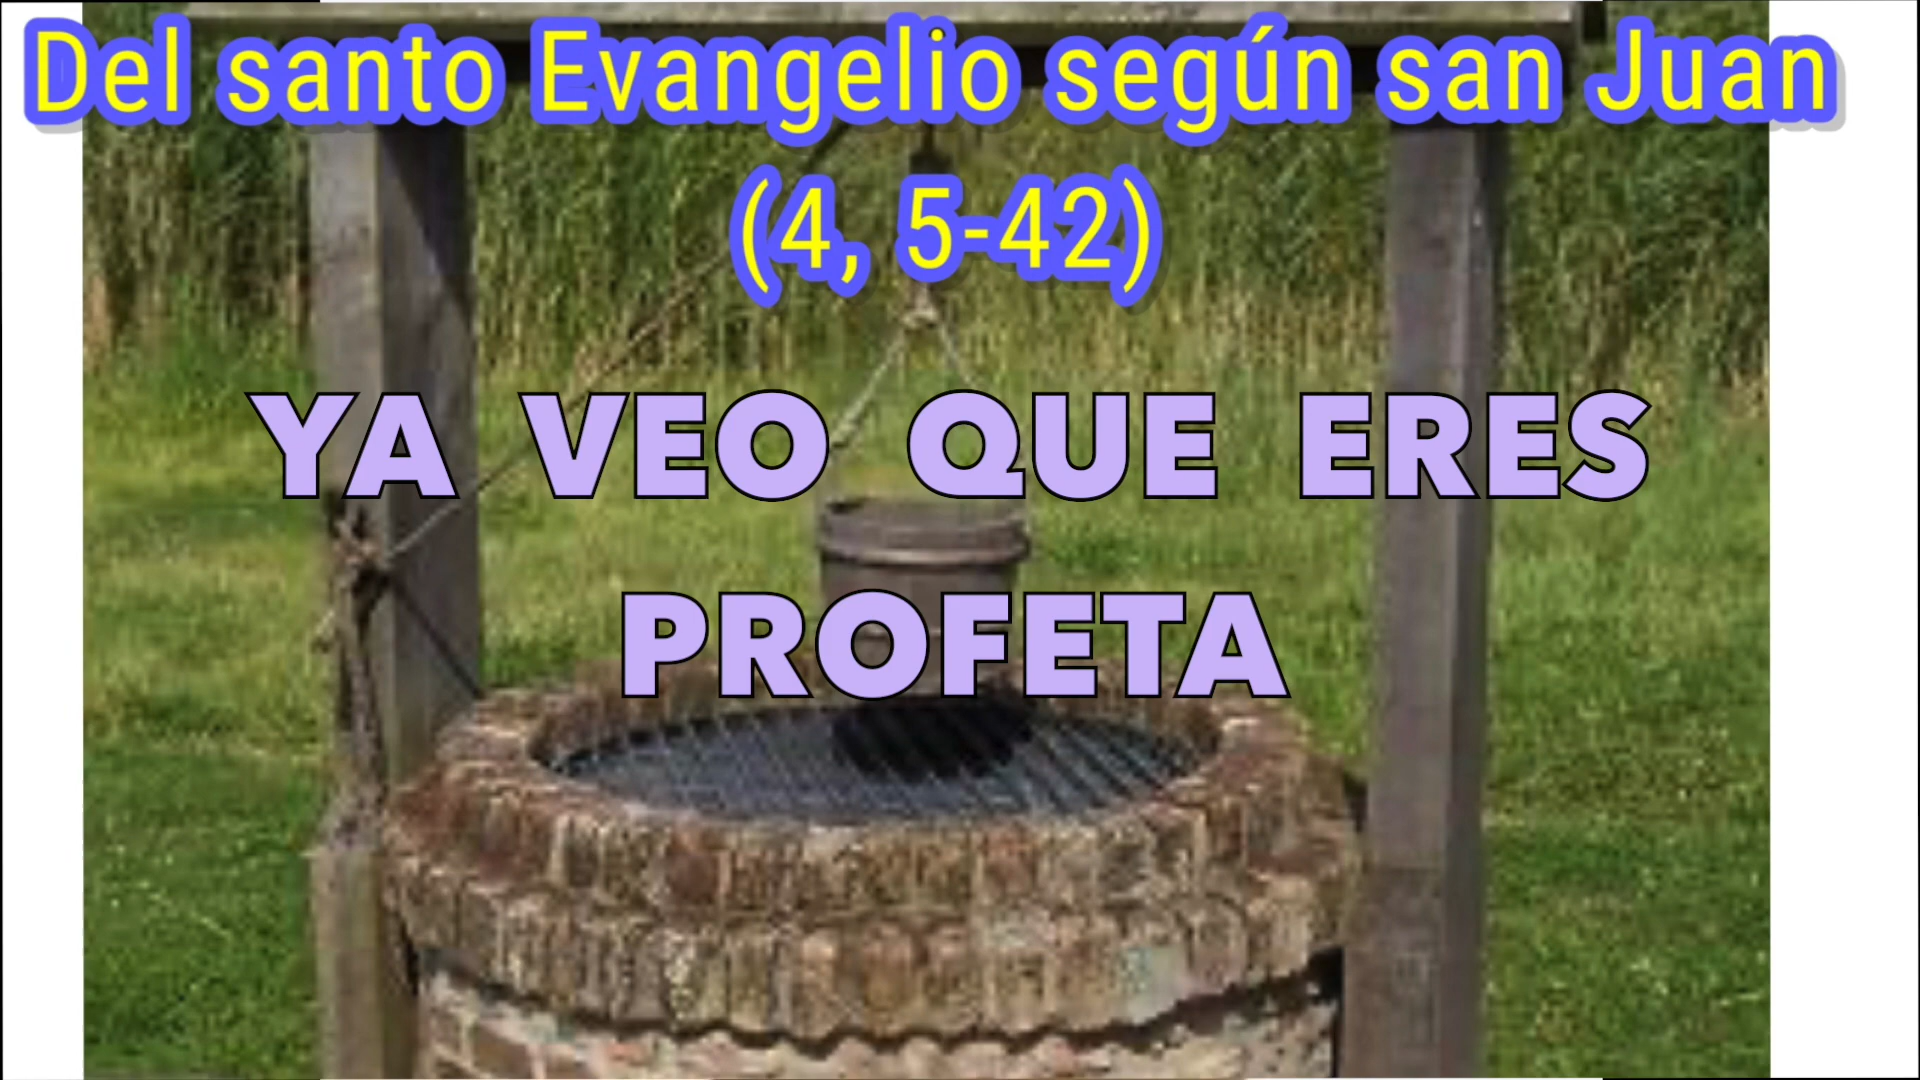 Del santo Evangelio según san Juan
(4, 5-42)
YA VEO QUE ERES
PROFETA